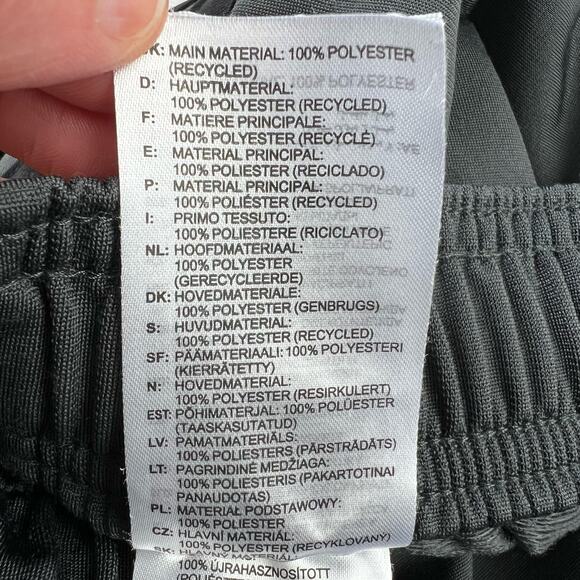 K: MAIN MATERIAL: 100% POLYESTER
(RECYCLED)
D: HAUPTMATERIAL:
100% POLYESTER (RECYCLED)
F: MATIERE PRINCIPALE:
100% POLYESTER (RECYCLÉ)
E: MATERIAL PRINCIPAL:
100% POLIESTER (RECICLADO)
P: MATERIAL PRINCIPAL:
100% POLIÉSTER (RECYCLED)
I: PRIMO TESSUTO:
100% POLIESTERE (RICICLATO)
NL: HOOFDMATERIAAL:
100% POLYESTER
(GERECYCLEERDE)
DK: HOVEDMATERIALE:
100% POLYESTER (GENBRUGS)
S: HUVUDMATERIAL:
100% POLYESTER (RECYCLED)
SF: PÄÄMATERIAALI: 100% POLYESTERI
(KIERRÄTETTY)
N: HOVEDMATERIAL:
100% POLYESTER (RESIRKULERT)
EST: PÕHIMATERJAL: 100% POLÜESTER
(TAASKASUTATUD)
LV: PAMATMATERIĀLS:
100% POLIESTERS (PĀRSTRĀDĀTS)
LT: PAGRINDINĖ MEDŽIAGA:
100% POLIESTERIS (PAKARTOTINAI
PANAUDOTAS)
PL: MATERIAŁ PODSTAWOWY:
100% POLIESTER
CZ: HLAVNÍ MATERIÁL:
100% POLYESTER (RECYKLOVANÝ)
SK: HLAVNÝ MATERIÁL:
100% ÚJRAHASZNOSÍTOTT
POLIÉSZTER